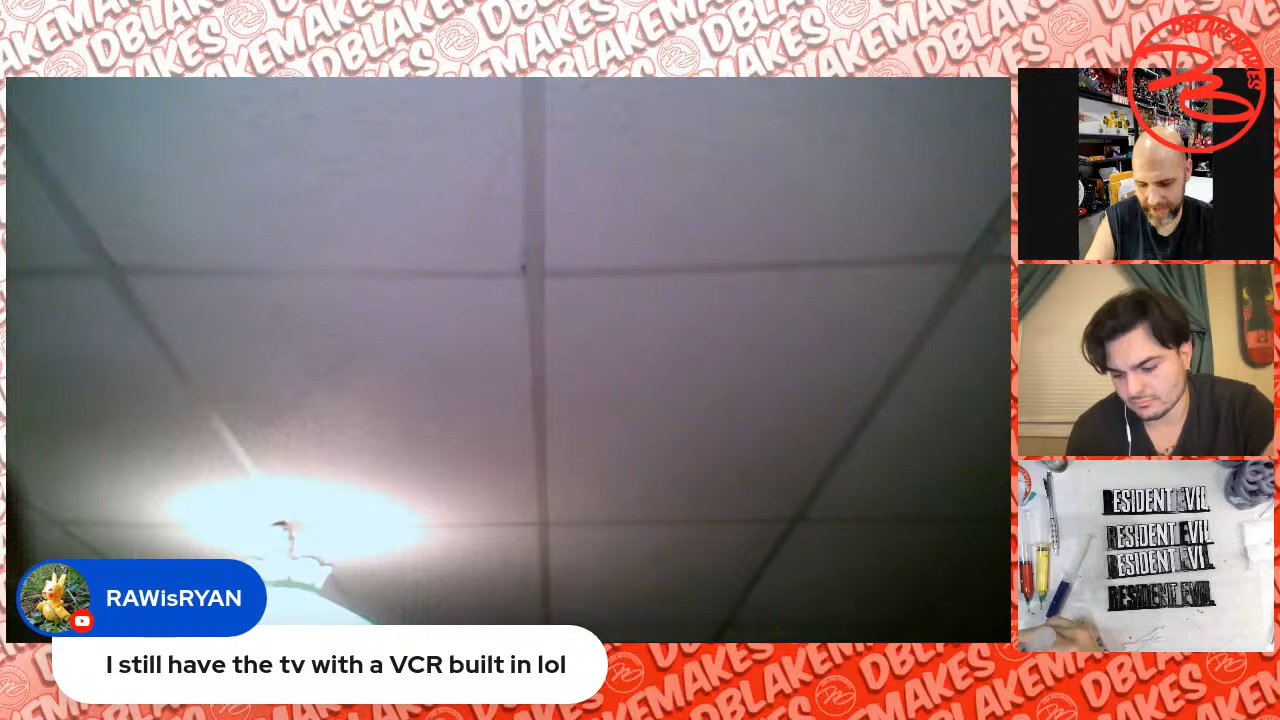 DBLAKEMAKES
RESIDENT EVIL
RESIDENT EVIL
RESIDENT EVIL
RESIDENT EVIL
RAWisRYAN
I still have the tv with a VCR built in lol